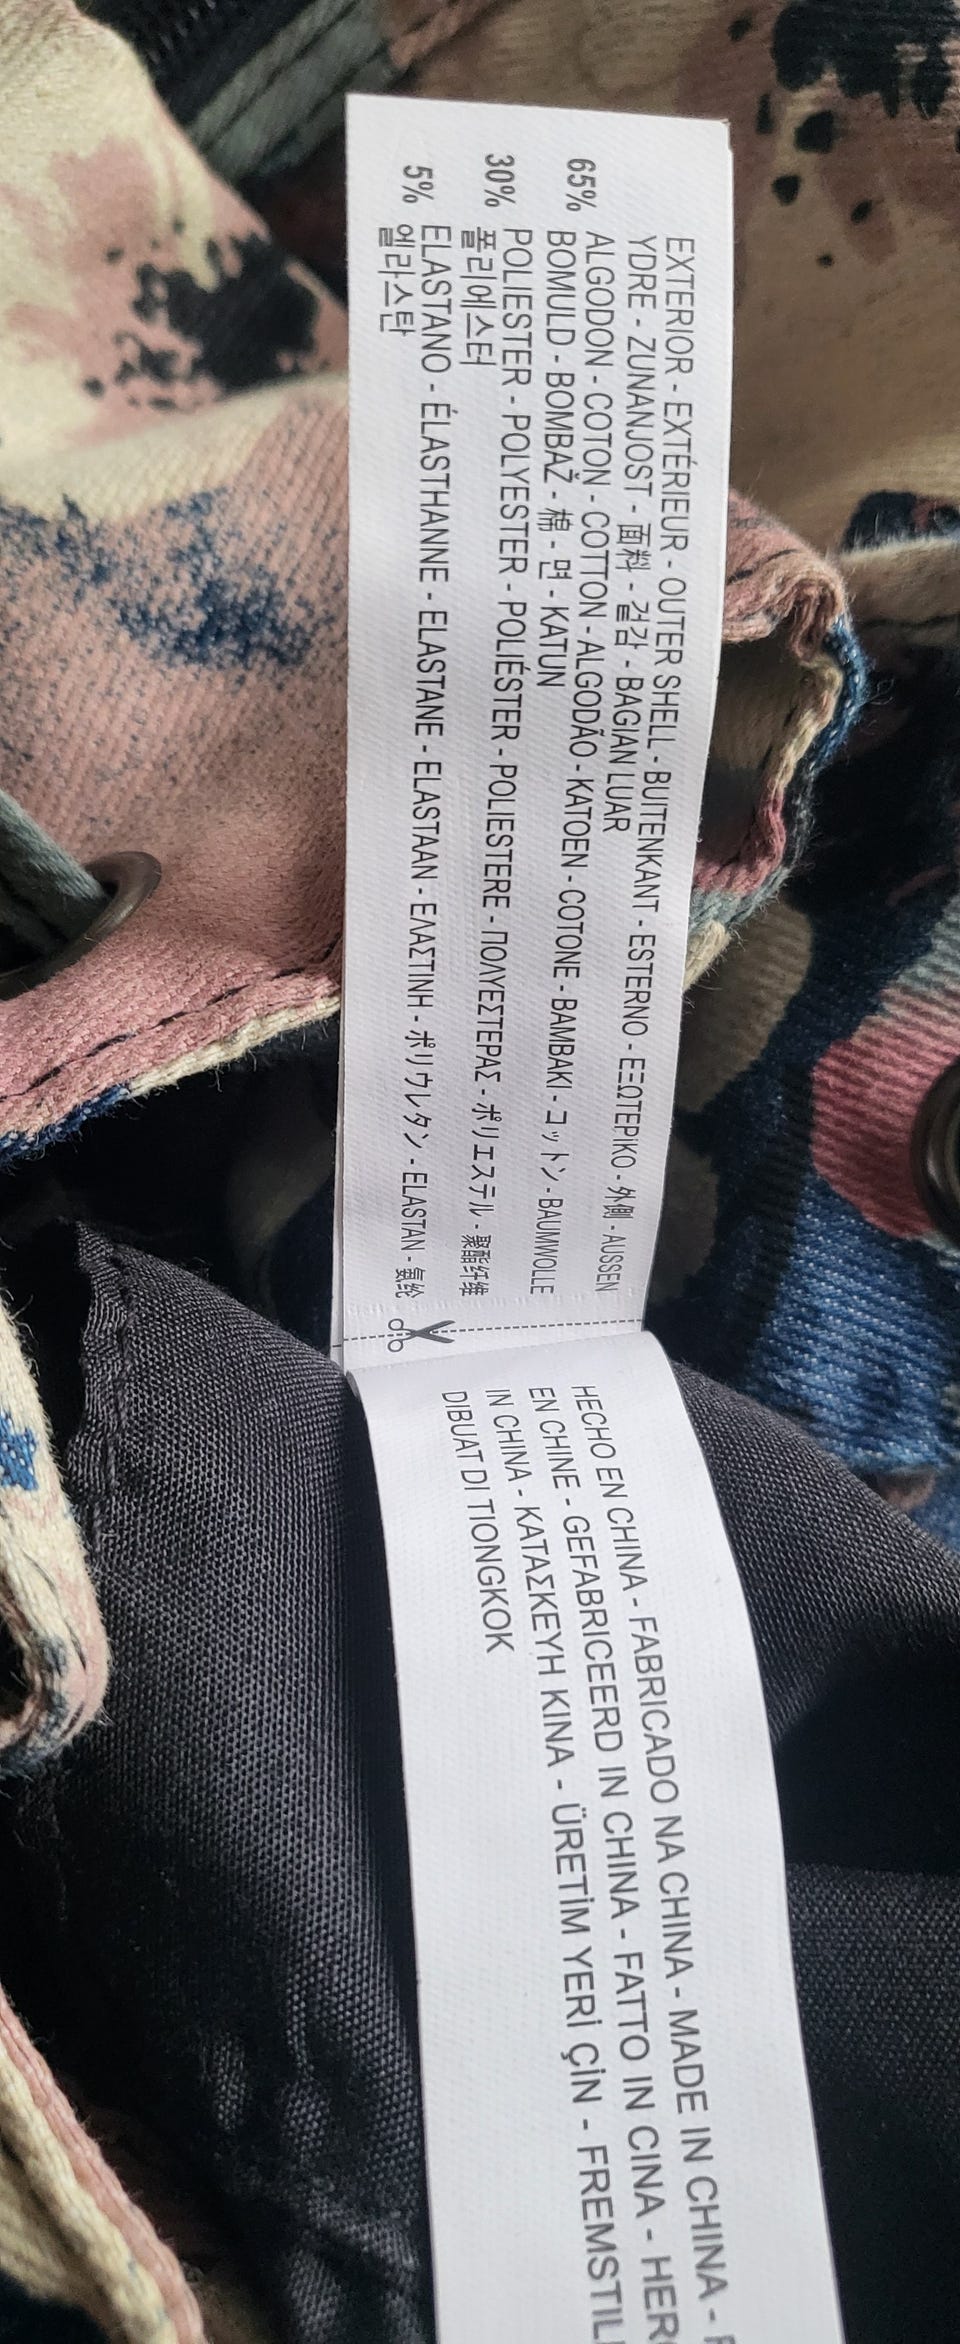 EXTERIOR - EXTÉRIEUR - OUTER SHELL - BUITENKANT - ESTERNO - ΕΞΩΤΕΡΙΚΟ - 外側 - AUSSEN
YDRE - ZUNANJOST - 面料 - 겉감 - BAGIAN LUAR
65% ALGODON - COTON - COTTON - ALGODÃO - KATOEN - COTONE - BAMBAKI - コットン - BAUMWOLLE
BOMULD - BOMBAŽ - 棉 - 면 - KATUN
30% POLIESTER - POLYESTER - POLIÉSTER - POLIESTERE - ΠΟΛΥΕΣΤΕΡΑΣ - ポリエステル - 聚酯纤维
폴리에스터
5% ELASTANO - ÉLASTHANNE - ELASTANE - ELASTAAN - ΕΛΑΣΤΙΝΗ - ポリウレタン - ELASTAN - 氨纶
엘라스탄
HECHO EN CHINA - FABRICADO NA CHINA - MADE IN CHINA -
EN CHINE - GEFABRICEERD IN CHINA - FATTO IN CINA -
IN CHINA - ΚΑΤΑΣΚΕΥΗ ΚΙΝΑ - ÜRETİM YERİ ÇİN -
DIBUAT DI TIONGKOK